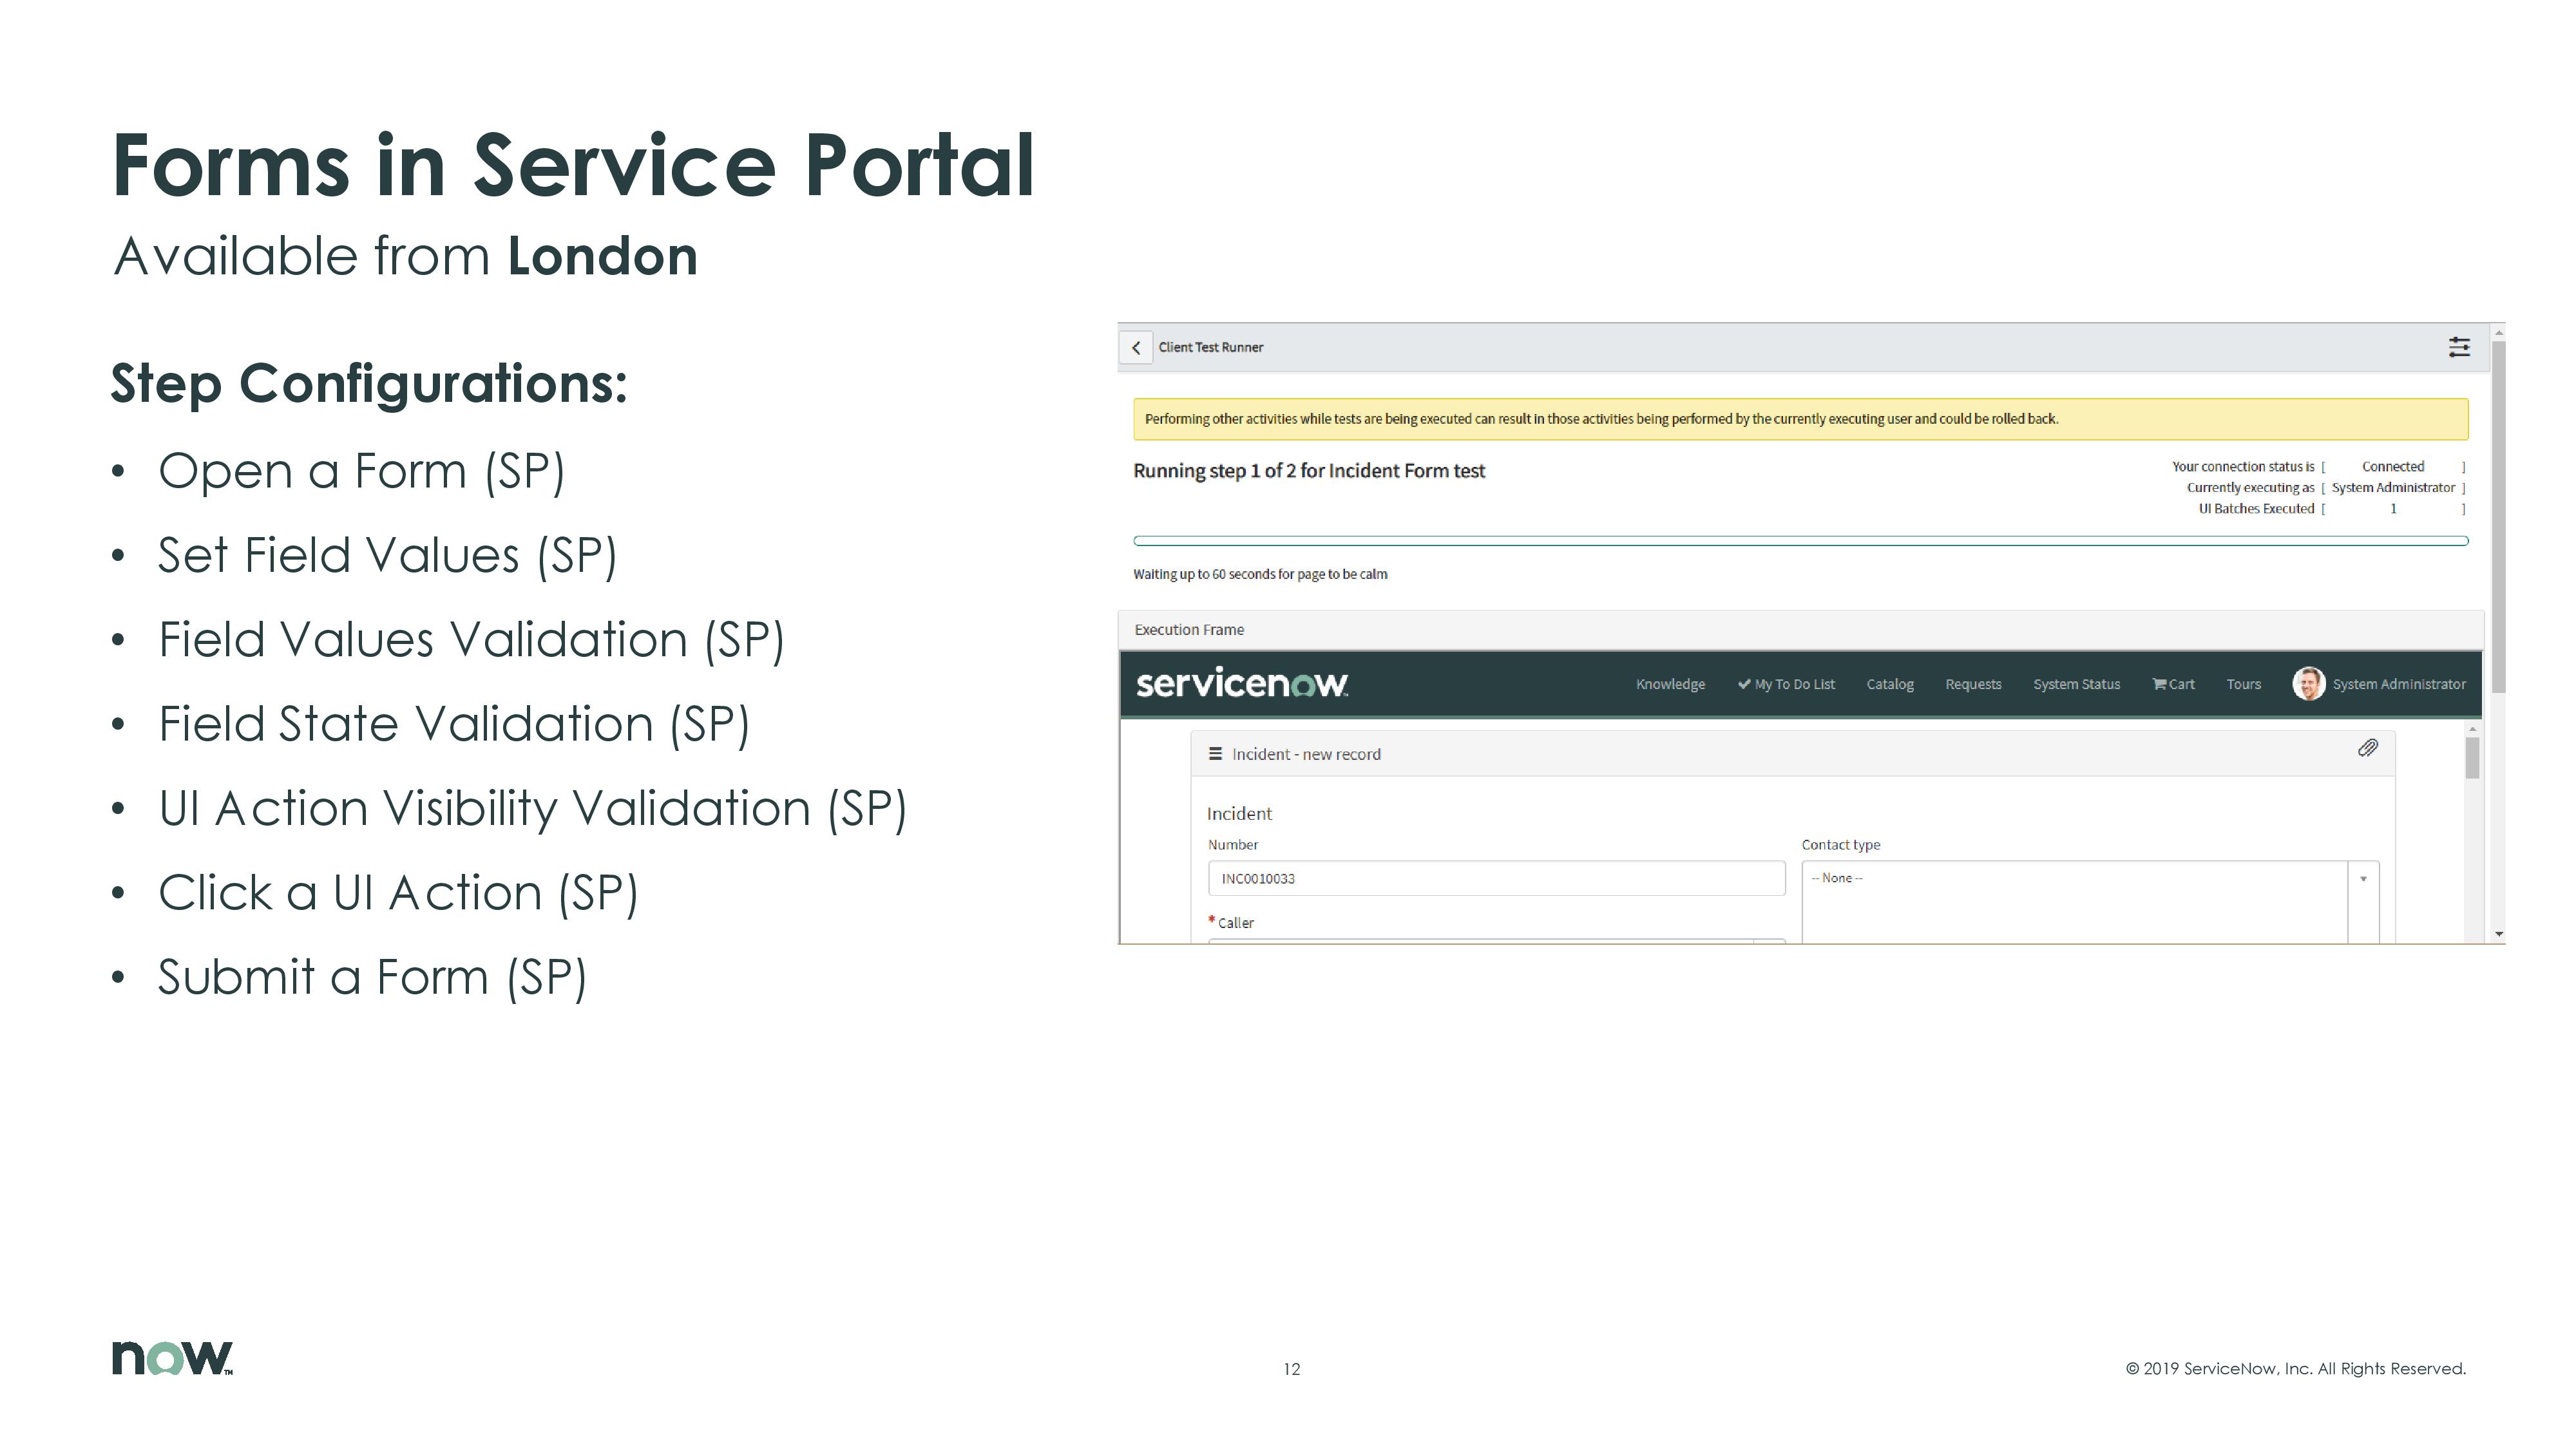 Forms in Service Portal
Available from London
Step Configurations:
• Open a Form (SP)
• Set Field Values (SP)
• Field Values Validation (SP)
• Field State Validation (SP)
• UI Action Visibility Validation (SP)
• Click a UI Action (SP)
• Submit a Form (SP)
Client Test Runner
Performing other activities while tests are being executed can result in those activities being performed by the currently executing user and could be rolled back.
Running step 1 of 2 for Incident Form test
Your connection status is [ Connected ]
Currently executing as [ System Administrator ]
UI Batches Executed [ 1 ]
Waiting up to 60 seconds for page to be calm
Execution Frame
servicenow Knowledge My To Do List Catalog Requests System Status Cart Tours System Administrator
Incident - new record
Incident
Number Contact type
INC0010033 -- None --
* Caller
now™ 12 © 2019 ServiceNow, Inc. All Rights Reserved.